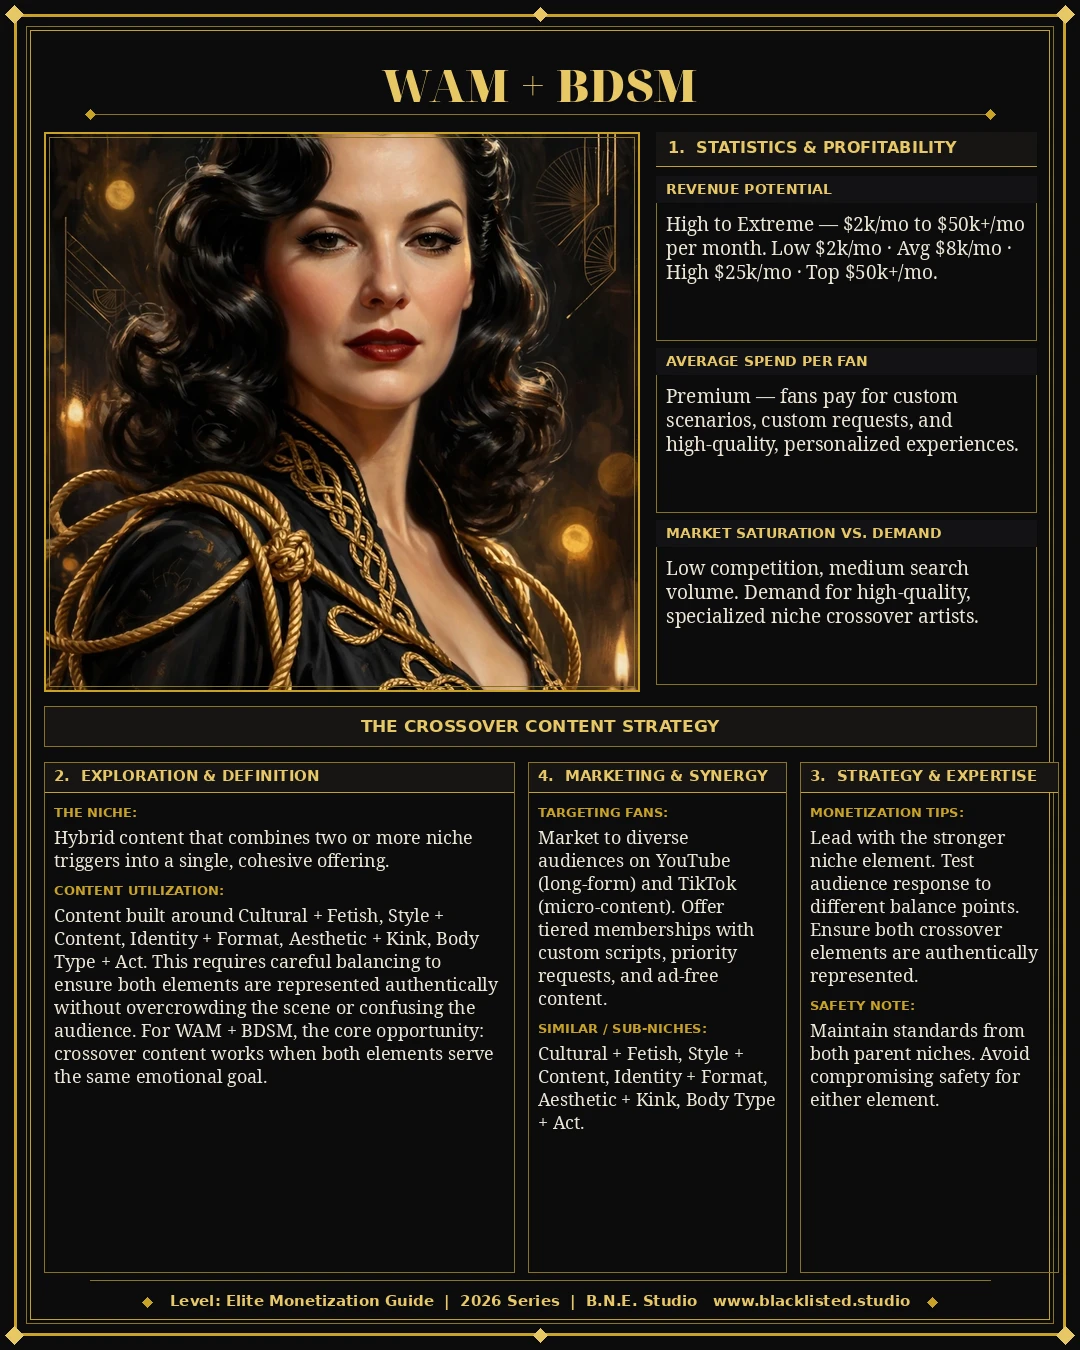 WAM + BDSM
1. STATISTICS & PROFITABILITY
REVENUE POTENTIAL
High to Extreme — $2k/mo to $50k+/mo
per month. Low $2k/mo · Avg $8k/mo ·
High $25k/mo · Top $50k+/mo.
AVERAGE SPEND PER FAN
Premium — fans pay for custom
scenarios, custom requests, and
high-quality, personalized experiences.
MARKET SATURATION VS. DEMAND
Low competition, medium search
volume. Demand for high-quality,
specialized niche crossover artists.
THE CROSSOVER CONTENT STRATEGY
2. EXPLORATION & DEFINITION
THE NICHE:
Hybrid content that combines two or more niche
triggers into a single, cohesive offering.
CONTENT UTILIZATION:
Content built around Cultural + Fetish, Style +
Content, Identity + Format, Aesthetic + Kink, Body
Type + Act. This requires careful balancing to
ensure both elements are represented authentically
without overcrowding the scene or confusing the
audience. For WAM + BDSM, the core opportunity:
crossover content works when both elements serve
the same emotional goal.
4. MARKETING & SYNERGY
TARGETING FANS:
Market to diverse
audiences on YouTube
(long-form) and TikTok
(micro-content). Offer
tiered memberships with
custom scripts, priority
requests, and ad-free
content.
SIMILAR / SUB-NICHES:
Cultural + Fetish, Style +
Content, Identity + Format,
Aesthetic + Kink, Body Type
+ Act.
3. STRATEGY & EXPERTISE
MONETIZATION TIPS:
Lead with the stronger
niche element. Test
audience response to
different balance points.
Ensure both crossover
elements are authentically
represented.
SAFETY NOTE:
Maintain standards from
both parent niches. Avoid
compromising safety for
either element.
Level: Elite Monetization Guide | 2026 Series | B.N.E. Studio www.blacklisted.studio